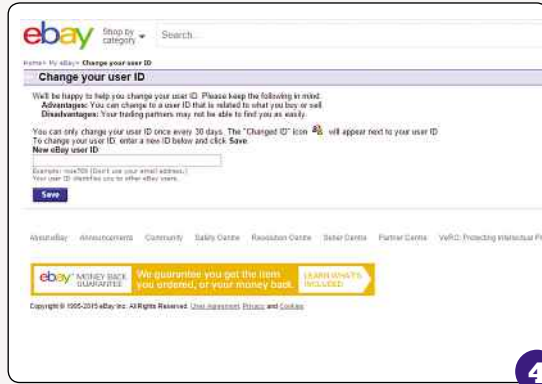 ebay Shop by category Search...
Home> My eBay> Change your user ID
Change your user ID
We'll be happy to help you change your user ID. Please keep the following in mind:
Advantages: You can change to a user ID that is related to what you buy or sell
Disadvantages: Your trading partners may not be able to find you as easily.
You can only change your user ID once every 30 days. The "Changed ID" icon will appear next to your user ID
To change your user ID, enter a new ID below and click Save.
New eBay user ID
(Don't use your email address.)
Your user ID identifies you to other eBay users.
Save
About eBay Announcements Community Safety Centre Resolution Centre Seller Centre Partner Centre VeRO: Protecting Intellectual
ebay MONEY BACK GUARANTEE We guarantee you get the item LEARN WHAT'S
you ordered, or your money back. INCLUDED
Copyright © 1995-2015 eBay Inc. All Rights Reserved. User Agreement, Privacy and Cookies
4